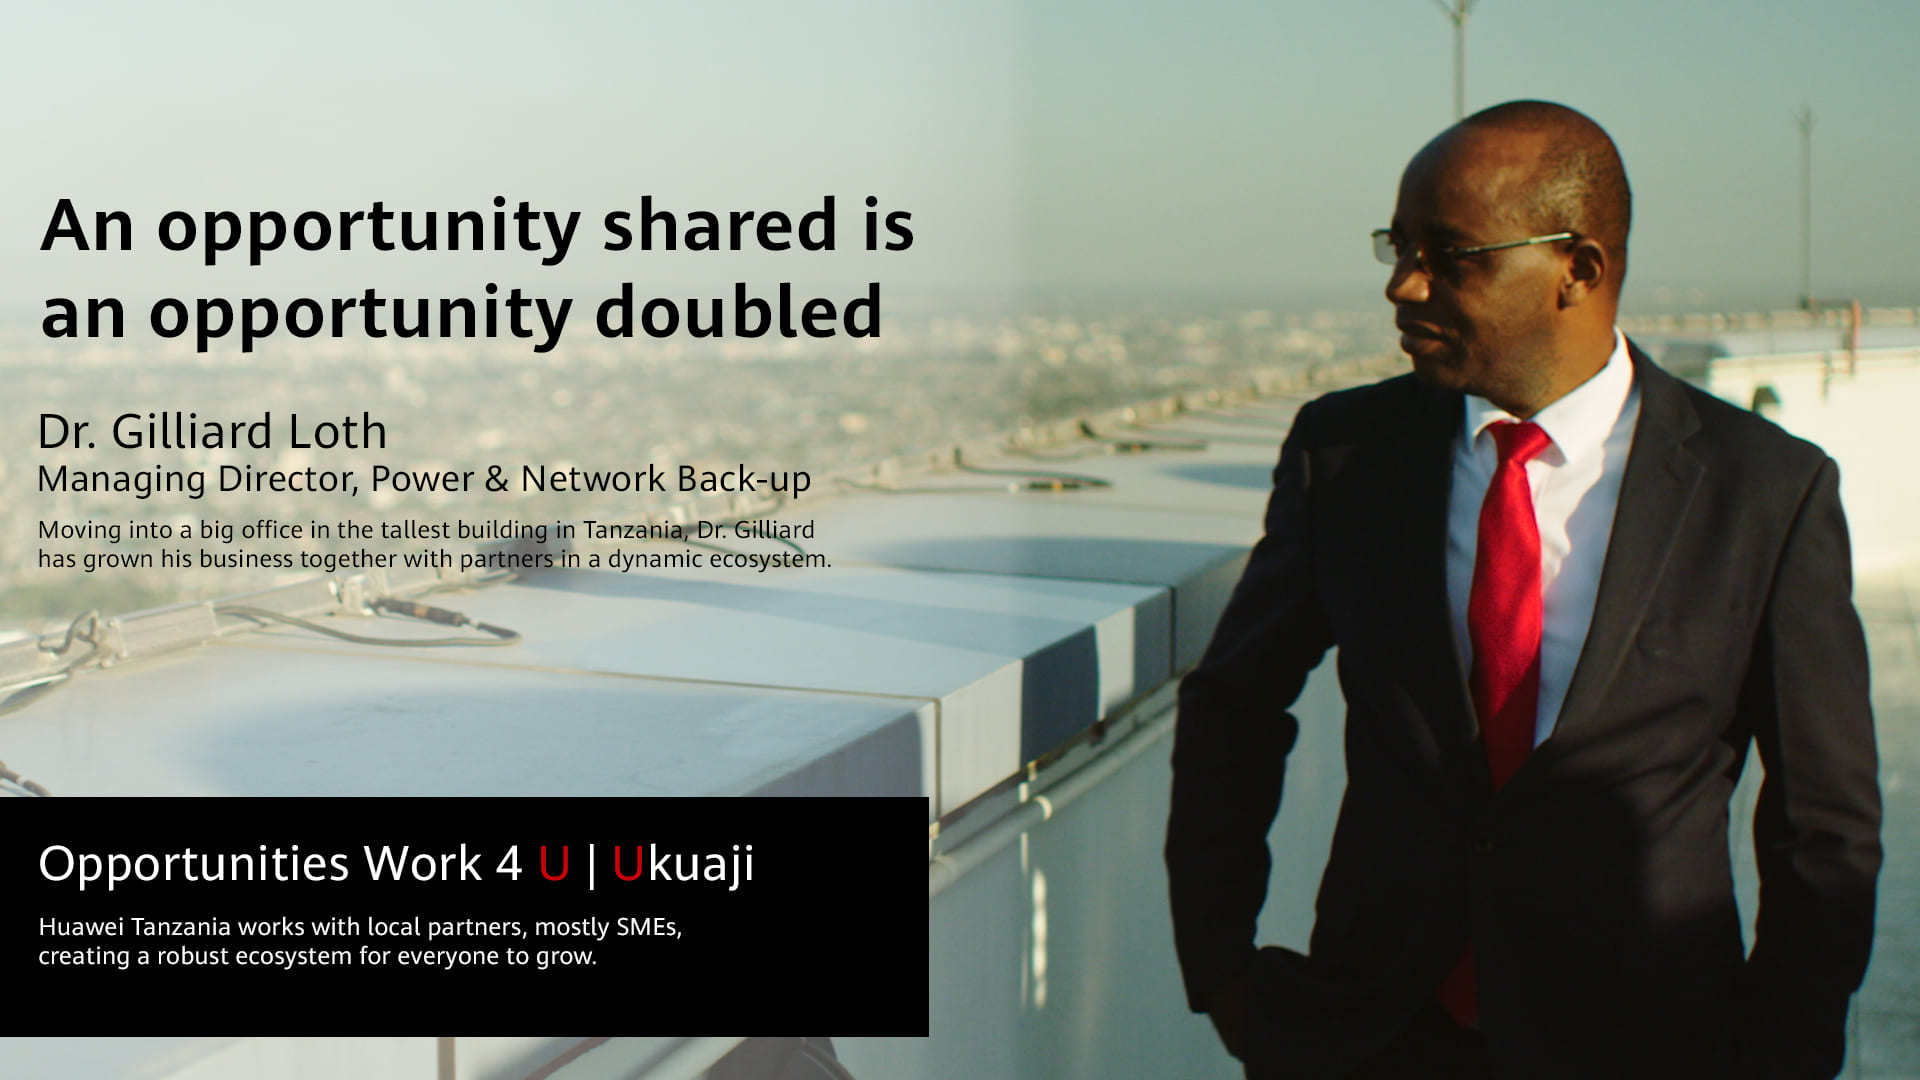 An opportunity shared is
an opportunity doubled
Dr. Gilliard Loth
Managing Director, Power & Network Back-up
Moving into a big office in the tallest building in Tanzania, Dr. Gilliard
has grown his business together with partners in a dynamic ecosystem.
Opportunities Work 4 U | Ukuaji
Huawei Tanzania works with local partners, mostly SMEs,
creating a robust ecosystem for everyone to grow.